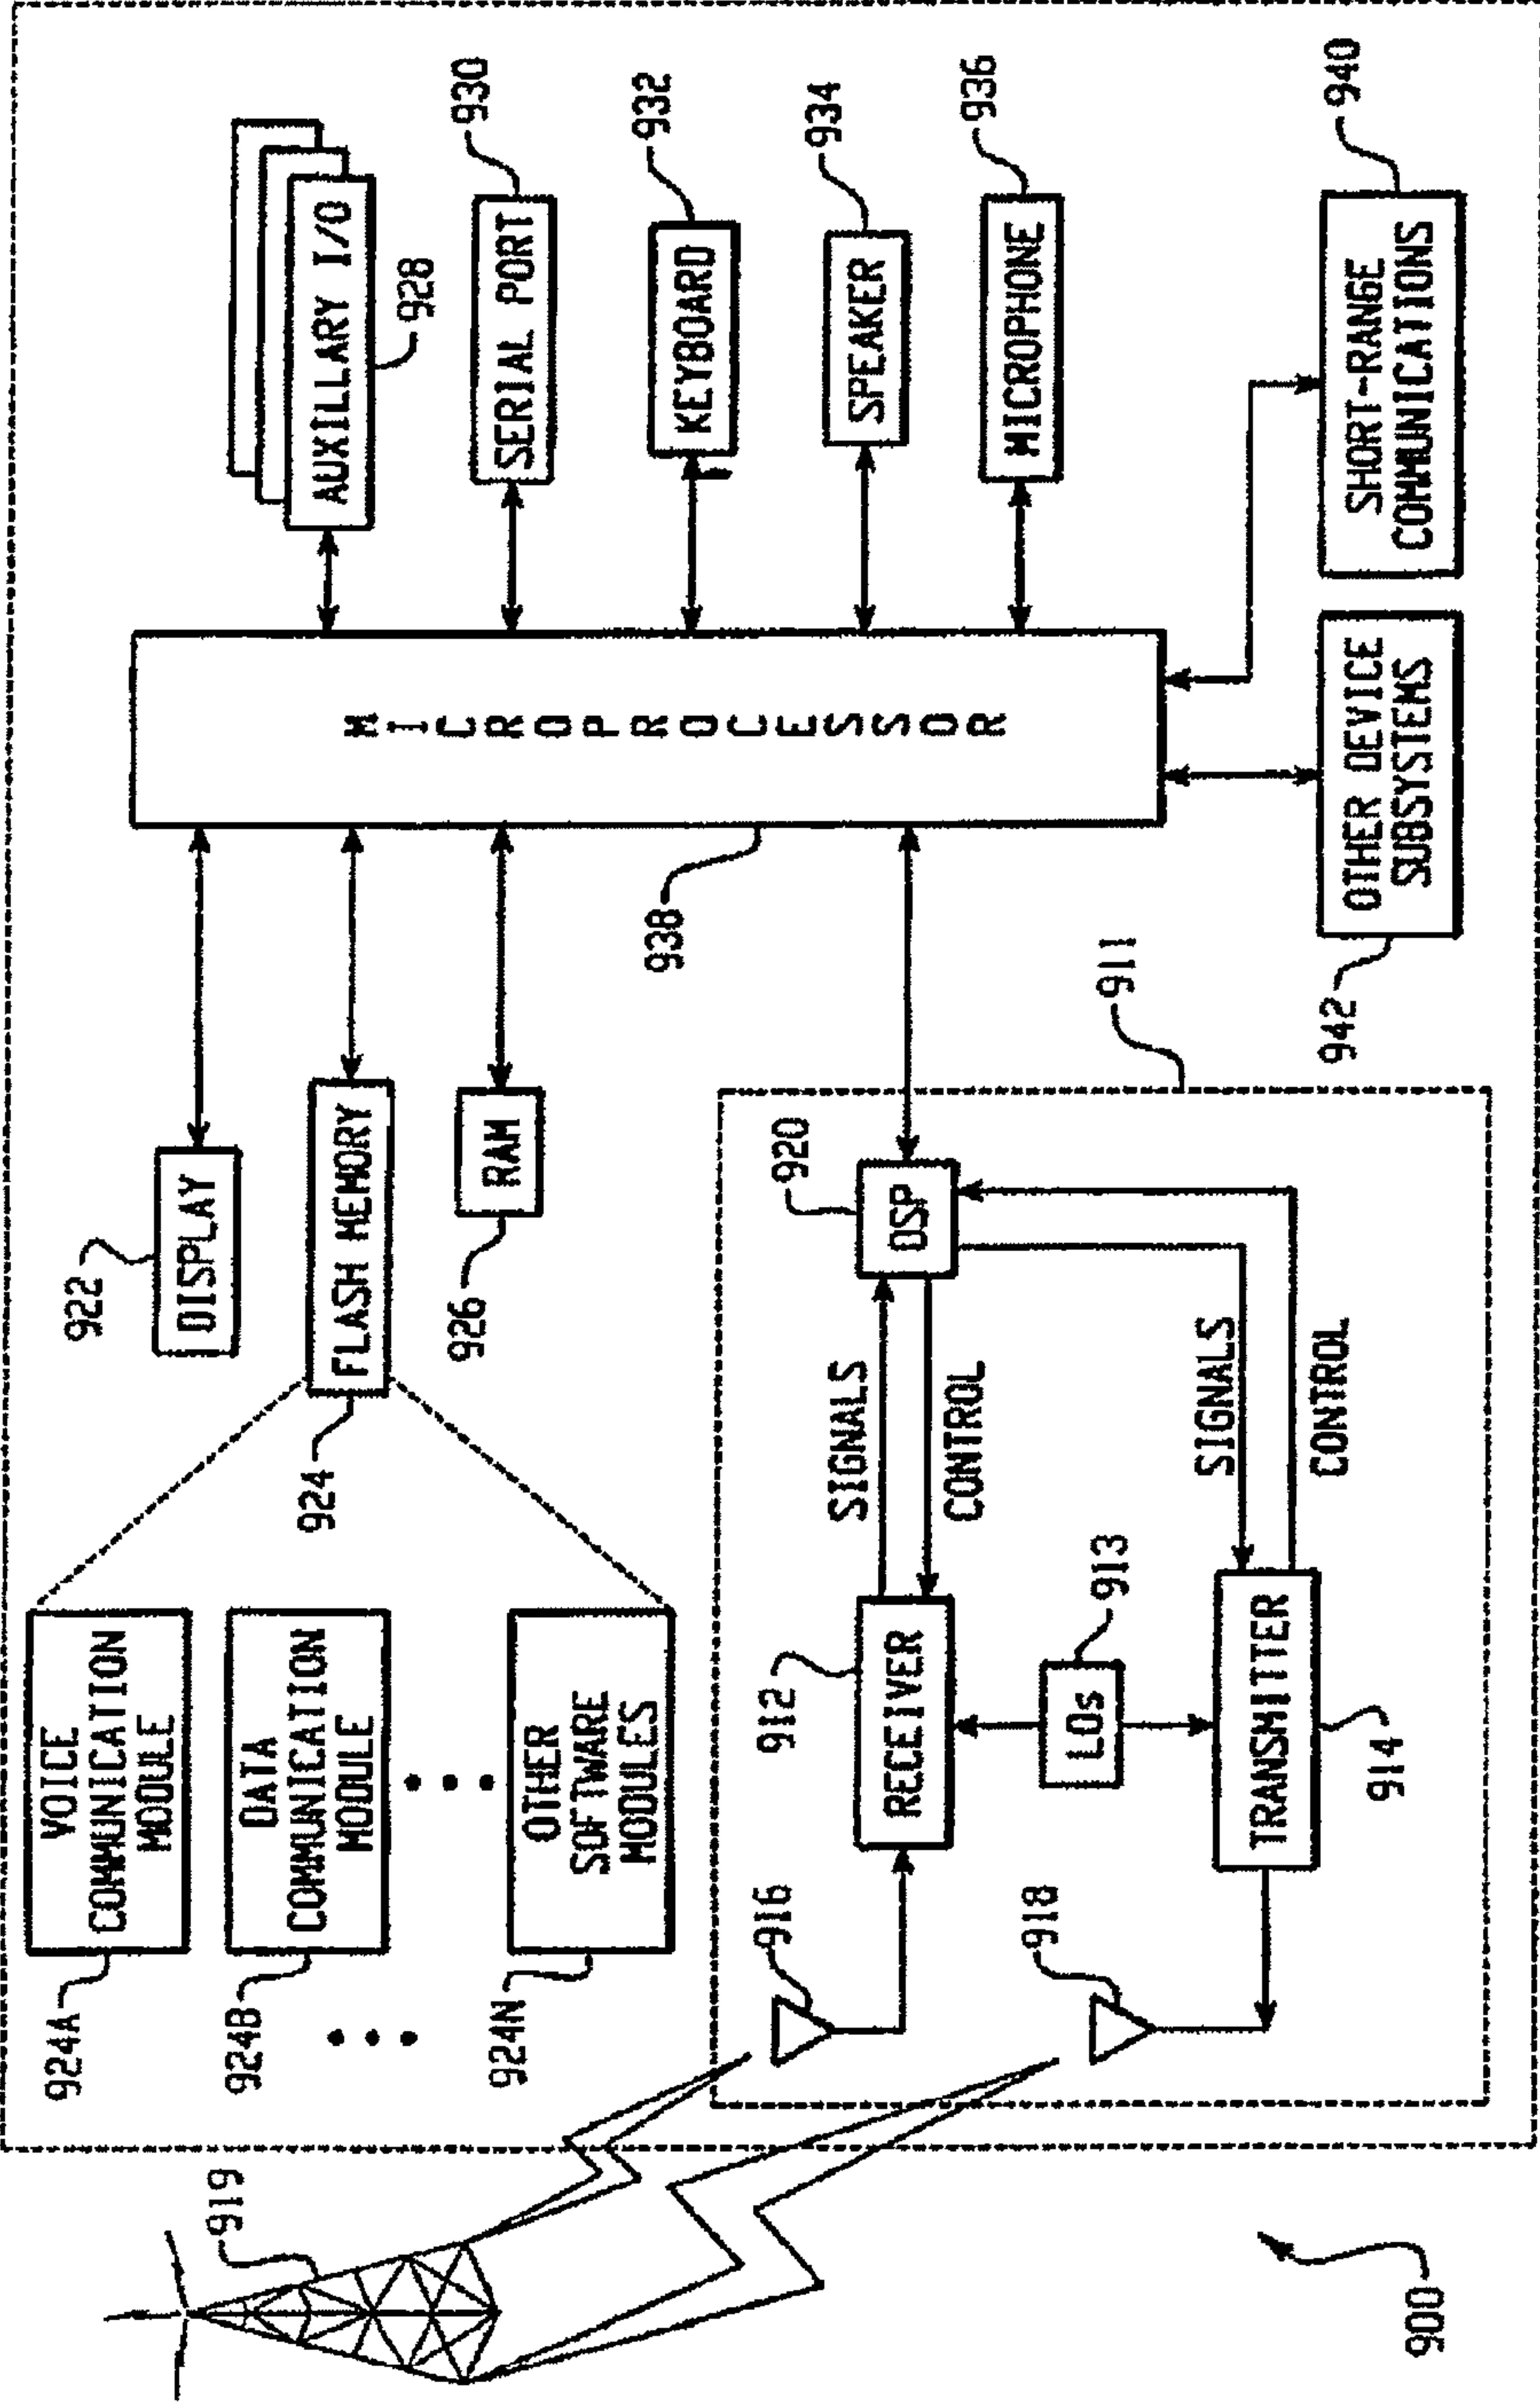 919
900
924A
VOICE
COMMUNICATION
MODULE
924B
DATA
COMMUNICATION
MODULE
924N
OTHER
SOFTWARE
MODULES
922
DISPLAY
924
FLASH MEMORY
926
RAM
938
MICROPROCESSOR
AUXILLARY I/O
928
SERIAL PORT
930
KEYBOARD
932
SPEAKER
934
MICROPHONE
936
916
912
RECEIVER
SIGNALS
CONTROL
920
DSP
911
LOs
913
918
TRANSMITTER
914
SIGNALS
CONTROL
OTHER DEVICE
SUBSYSTEMS
942
SHORT-RANGE
COMMUNICATIONS
940